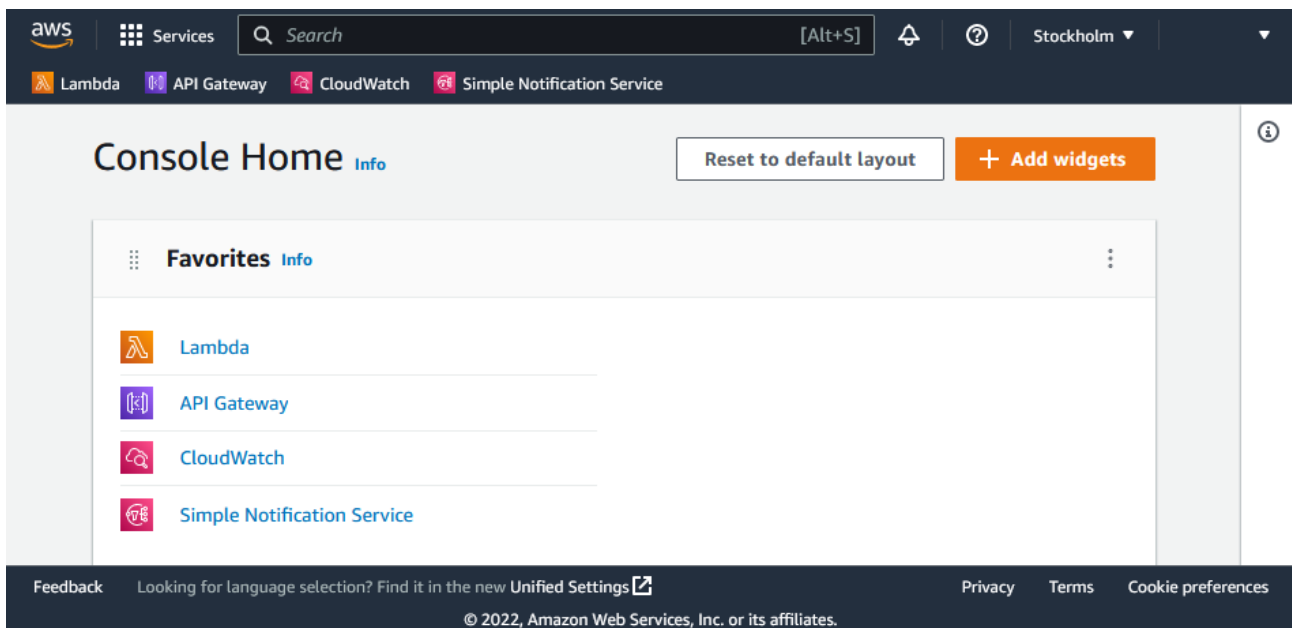 aws Services Search [Alt+S] Stockholm
Lambda API Gateway CloudWatch Simple Notification Service
Console Home Info Reset to default layout + Add widgets
Favorites Info
Lambda
API Gateway
CloudWatch
Simple Notification Service
Feedback Looking for language selection? Find it in the new Unified Settings Privacy Terms Cookie preferences
© 2022, Amazon Web Services, Inc. or its affiliates.